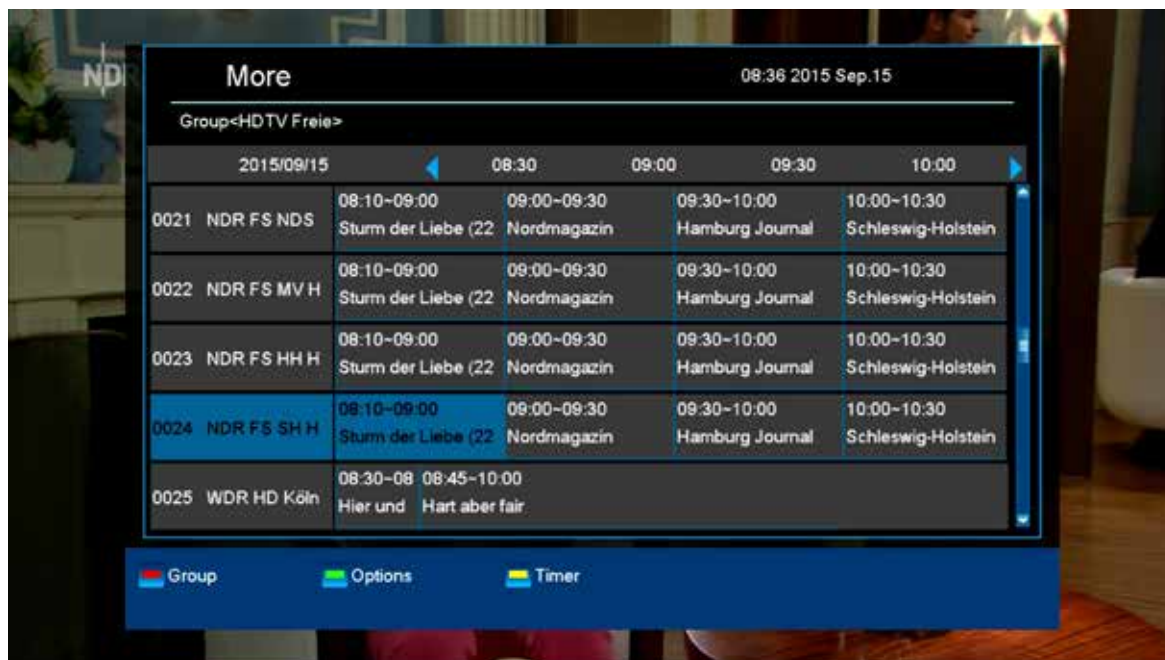 NDR
More
08:36 2015 Sep.15
Group<HDTV Freie>
2015/09/15 08:30 09:00 09:30 10:00
0021 NDR FS NDS
08:10~09:00 09:00~09:30 09:30~10:00 10:00~10:30
Sturm der Liebe (22 Nordmagazin Hamburg Journal Schleswig-Holstein
0022 NDR FS MV H
08:10~09:00 09:00~09:30 09:30~10:00 10:00~10:30
Sturm der Liebe (22 Nordmagazin Hamburg Journal Schleswig-Holstein
0023 NDR FS HH H
08:10~09:00 09:00~09:30 09:30~10:00 10:00~10:30
Sturm der Liebe (22 Nordmagazin Hamburg Journal Schleswig-Holstein
0024 NDR FS SH H
08:10~09:00 09:00~09:30 09:30~10:00 10:00~10:30
Sturm der Liebe (22 Nordmagazin Hamburg Journal Schleswig-Holstein
0025 WDR HD Köln
08:30~08 08:45~10:00
Hier und Hart aber fair
Group Options Timer